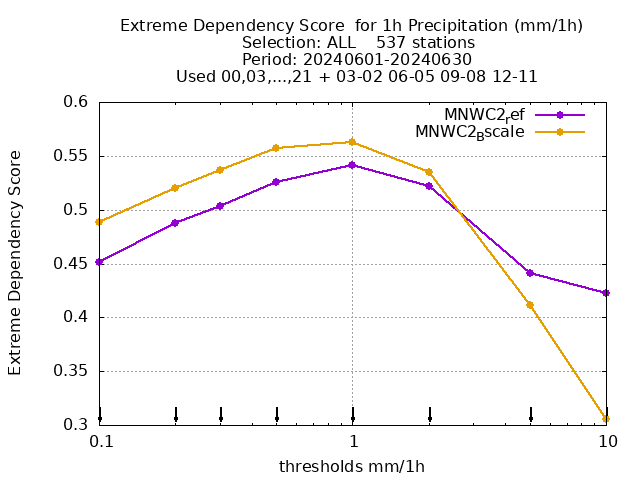 Extreme Dependency Score  for 1h Precipitation (mm/1h)
Selection: ALL    537 stations
Period: 20240601-20240630
Used 00,03,...,21 + 03-02 06-05 09-08 12-11
MNWC2ref
MNWC2Bscale
0.6
0.55
0.5
0.45
0.4
0.35
0.3
Extreme Dependency Score
0.1
1
10
thresholds mm/1h